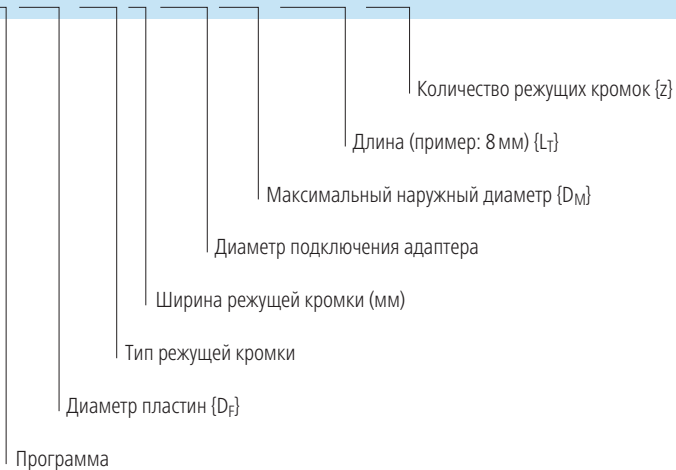 Количество режущих кромок {z}
Длина (пример: 8 мм) {LT}
Максимальный наружный диаметр {DM}
Диаметр подключения адаптера
Ширина режущей кромки (мм)
Тип режущей кромки
Диаметр пластин {DF}
Программа